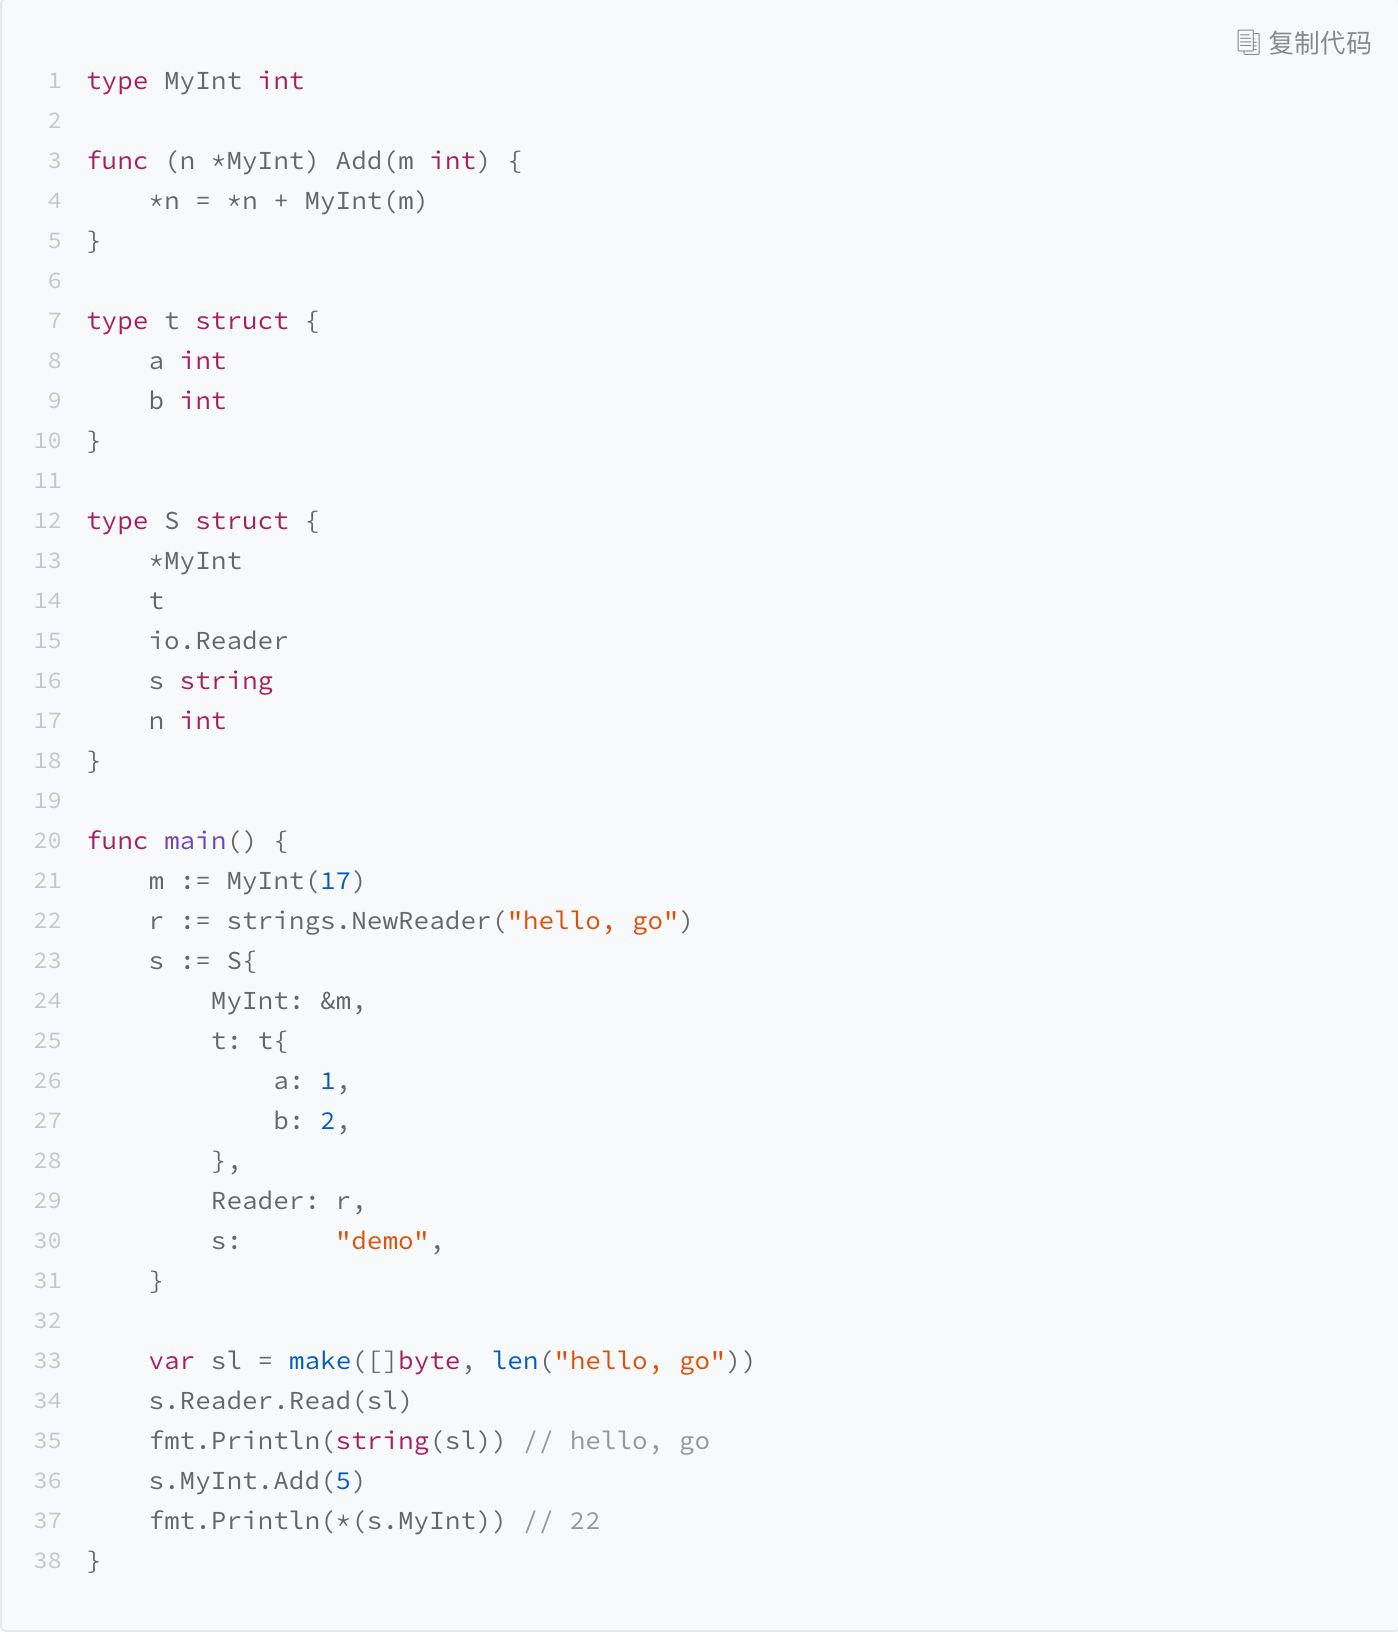 复制代码
1 type MyInt int
2
3 func (n *MyInt) Add(m int) {
4     *n = *n + MyInt(m)
5 }
6
7 type t struct {
8     a int
9     b int
10 }
11
12 type S struct {
13     *MyInt
14     t
15     io.Reader
16     s string
17     n int
18 }
19
20 func main() {
21     m := MyInt(17)
22     r := strings.NewReader("hello, go")
23     s := S{
24         MyInt: &m,
25         t: t{
26             a: 1,
27             b: 2,
28         },
29         Reader: r,
30         s:      "demo",
31     }
32
33     var sl = make([]byte, len("hello, go"))
34     s.Reader.Read(sl)
35     fmt.Println(string(sl)) // hello, go
36     s.MyInt.Add(5)
37     fmt.Println(*(s.MyInt)) // 22
38 }